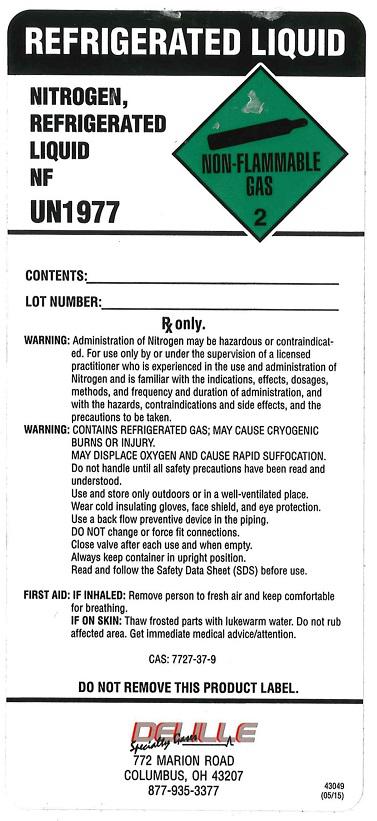 REFRIGERATED LIQUID
NITROGEN,
REFRIGERATED
LIQUID
NF
UN1977
NON-FLAMMABLE
GAS
2
CONTENTS:
LOT NUMBER:
℞ only.
WARNING: Administration of Nitrogen may be hazardous or contraindicat-
ed. For use only by or under the supervision of a licensed
practitioner who is experienced in the use and administration of
Nitrogen and is familiar with the indications, effects, dosages,
methods, and frequency and duration of administration, and
with the hazards, contraindications and side effects, and the
precautions to be taken.
WARNING: CONTAINS REFRIGERATED GAS; MAY CAUSE CRYOGENIC
BURNS OR INJURY.
MAY DISPLACE OXYGEN AND CAUSE RAPID SUFFOCATION.
Do not handle until all safety precautions have been read and
understood.
Use and store only outdoors or in a well-ventilated place.
Wear cold insulating gloves, face shield, and eye protection.
Use a back flow preventive device in the piping.
DO NOT change or force fit connections.
Close valve after each use and when empty.
Always keep container in upright position.
Read and follow the Safety Data Sheet (SDS) before use.
FIRST AID: IF INHALED: Remove person to fresh air and keep comfortable
for breathing.
IF ON SKIN: Thaw frosted parts with lukewarm water. Do not rub
affected area. Get immediate medical advice/attention.
CAS: 7727-37-9
DO NOT REMOVE THIS PRODUCT LABEL.
DELILLE
Specialty Gases
772 MARION ROAD
COLUMBUS, OH 43207
877-935-3377
43049
(05/15)